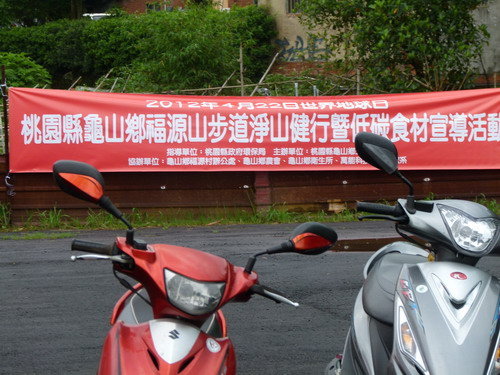 2012年4月22日世界地球日
桃園縣龜山鄉福源山步道淨山健行暨低碳食材宣導活動
指導單位：桃園縣政府環保局 主辦單位：桃園縣龜山
協辦單位：龜山鄉福源村辦公處、龜山鄉農會、龜山鄉衛生所、萬